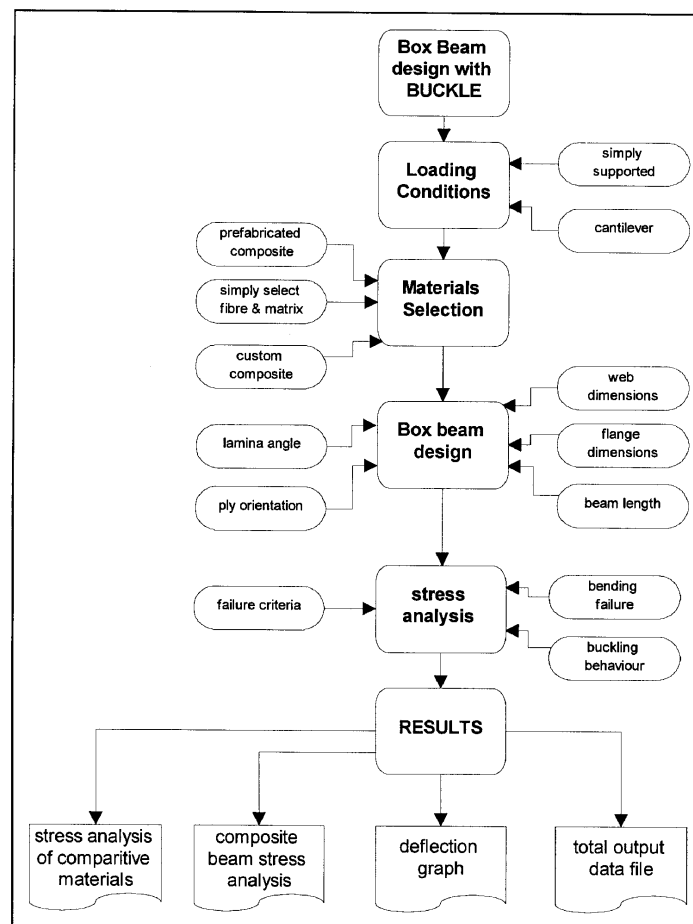 Box Beam
design with
BUCKLE
Loading
Conditions
simply
supported
cantilever
prefabricated
composite
simply select
fibre & matrix
custom
composite
Materials
Selection
web
dimensions
lamina angle
Box beam
design
flange
dimensions
ply orientation
beam length
failure criteria
stress
analysis
bending
failure
buckling
behaviour
RESULTS
stress analysis
of comparitive
materials
composite
beam stress
analysis
deflection
graph
total output
data file